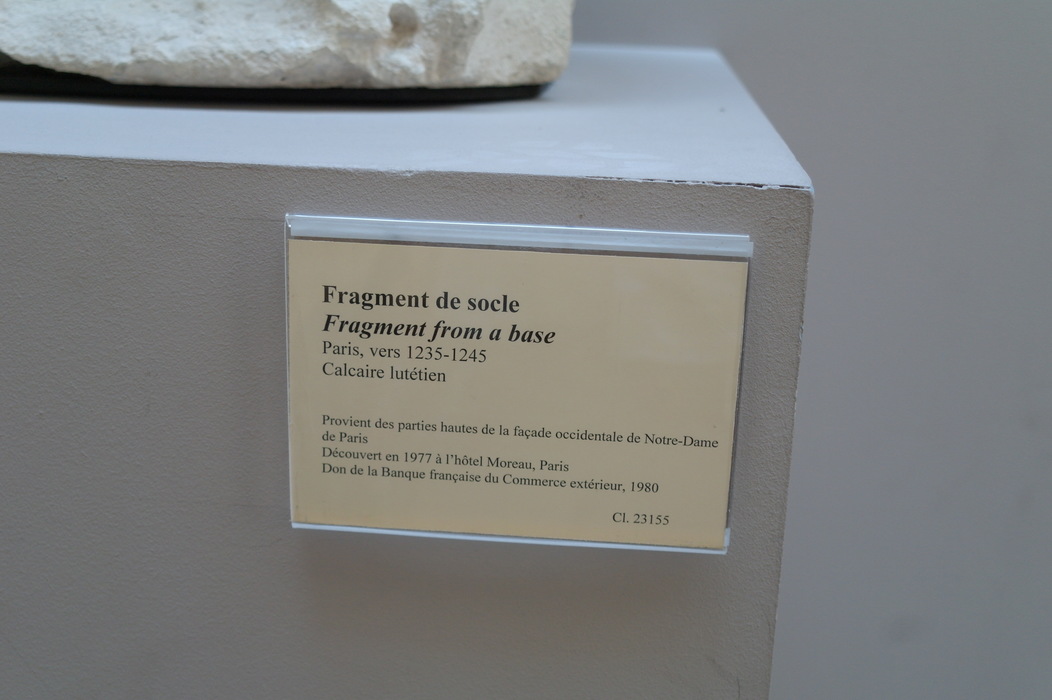 Fragment de socle
Fragment from a base
Paris, vers 1235-1245
Calcaire lutétien
Provient des parties hautes de la façade occidentale de Notre-Dame
de Paris
Découvert en 1977 à l'hôtel Moreau, Paris
Don de la Banque française du Commerce extérieur, 1980
Cl. 23155